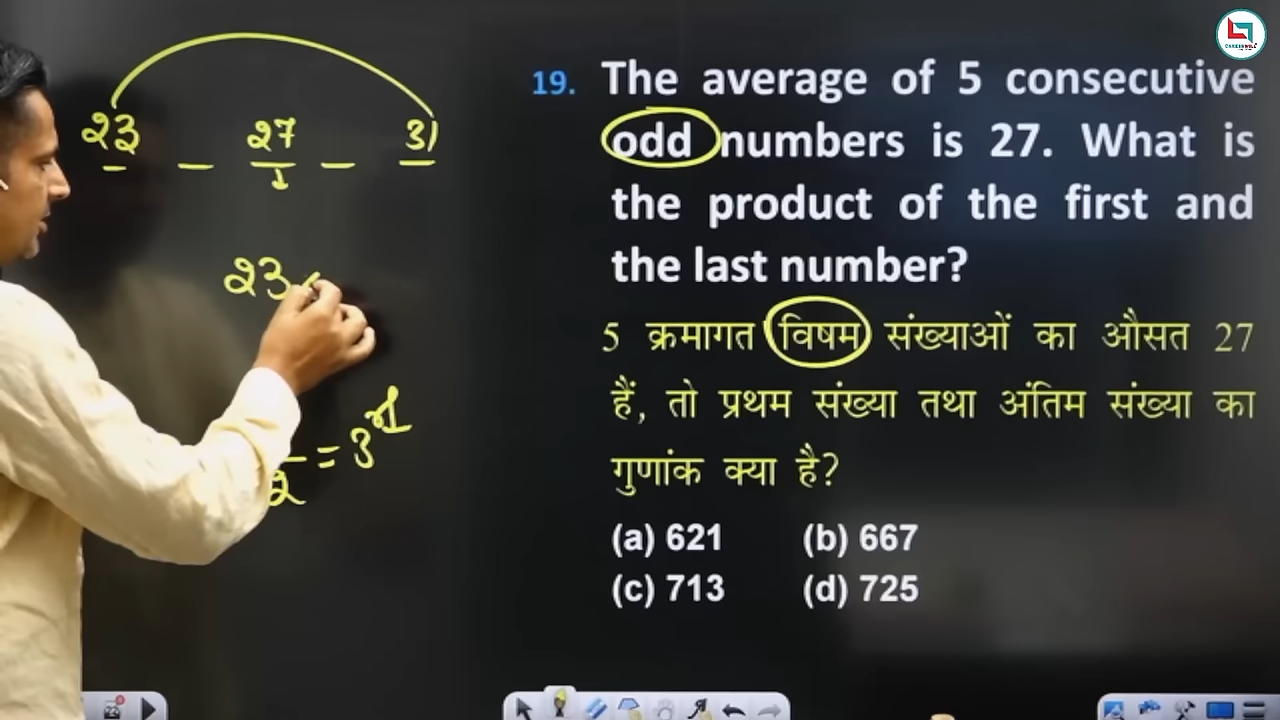 23 _ 27 _ 31
23
2 = 3
19. The average of 5 consecutive
odd numbers is 27. What is
the product of the first and
the last number?
5 क्रमागत विषम संख्याओं का औसत 27
हैं, तो प्रथम संख्या तथा अंतिम संख्या का
गुणांक क्या है?
(a) 621 (b) 667
(c) 713 (d) 725
CAREERWILL